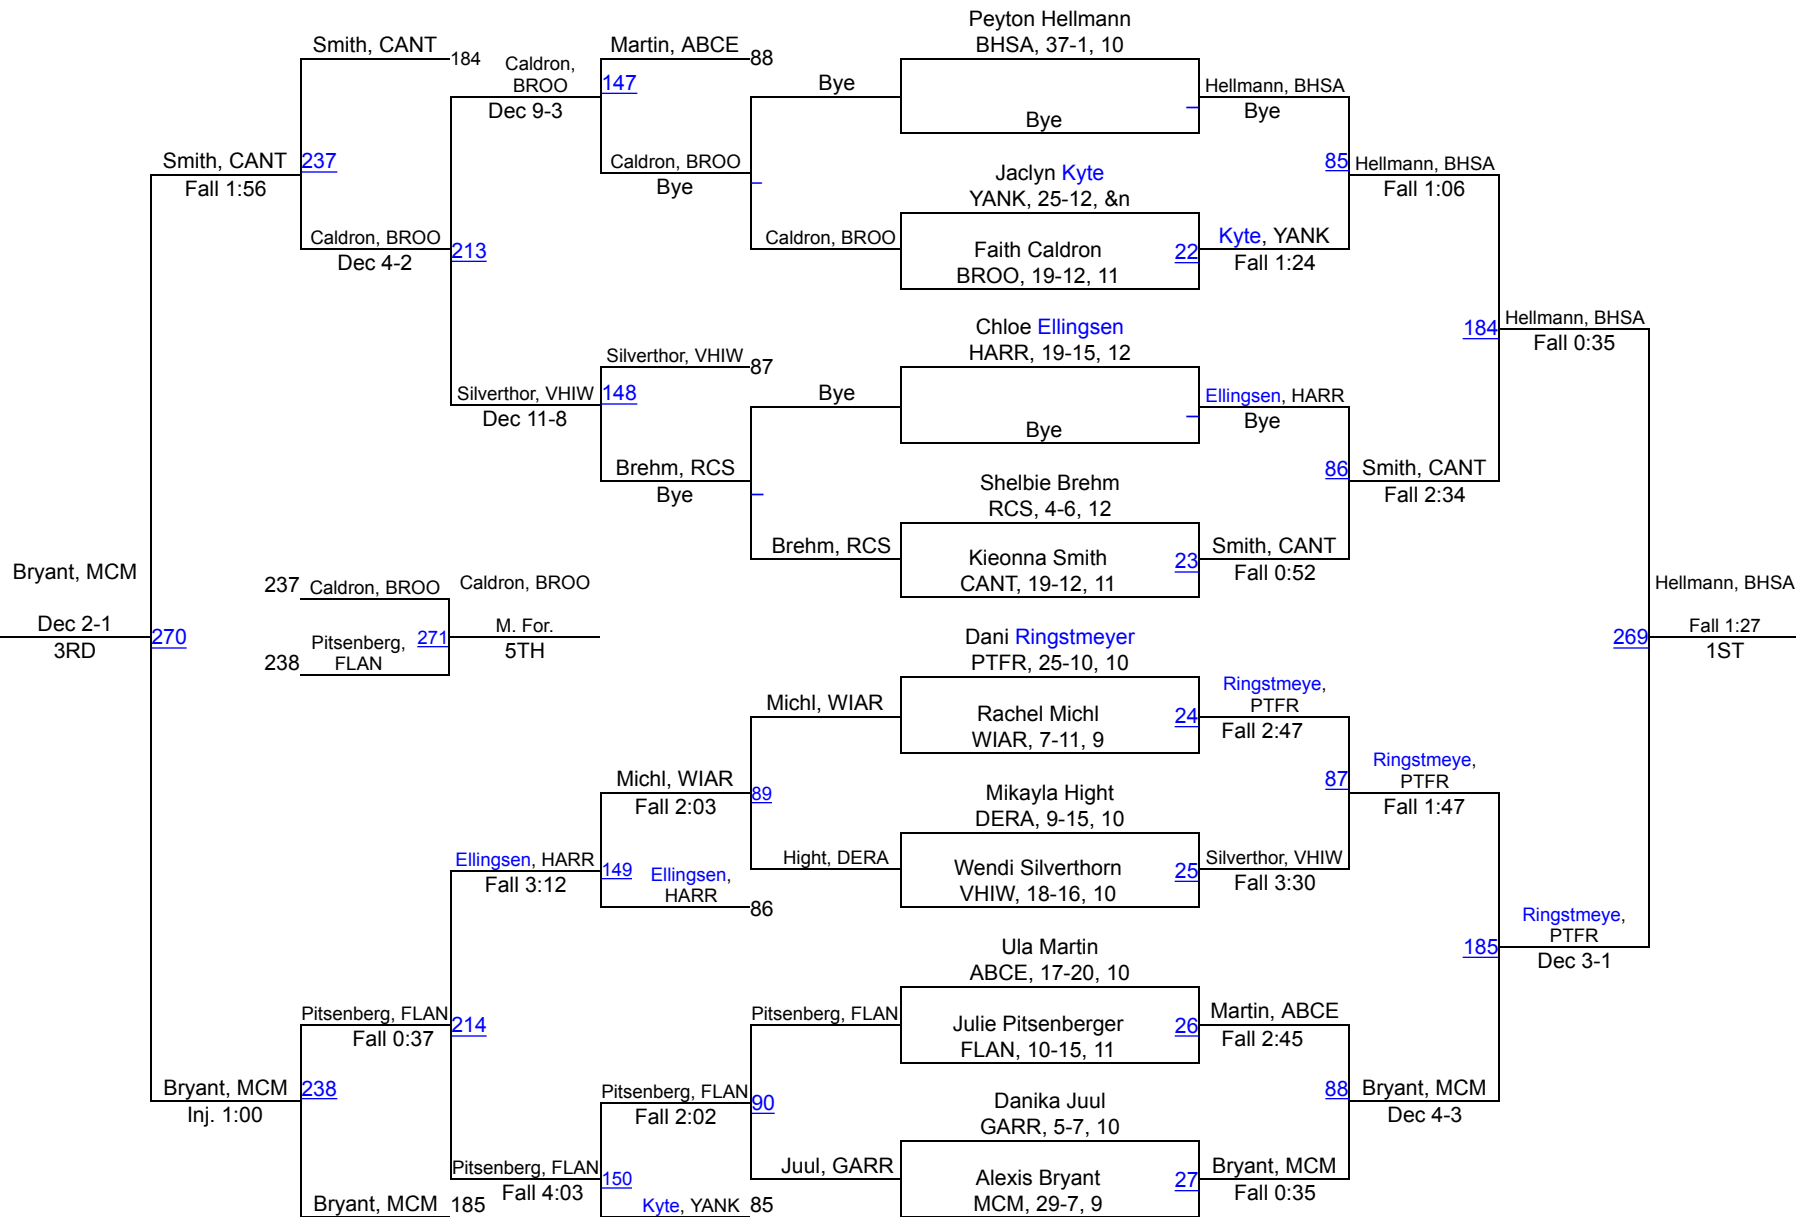 Peyton Hellmann
BHSA, 37-1, 10
Smith, CANT
184
Caldron,
BROO
Dec 9-3
Martin, ABCE
88
147
Bye
Bye
Hellmann, BHSA
Bye
Smith, CANT
Fall 1:56
237
Caldron, BROO
Bye
Jaclyn Kyte
YANK, 25-12, &n
85
Hellmann, BHSA
Fall 1:06
Caldron, BROO
Dec 4-2
213
Caldron, BROO
Faith Caldron
BROO, 19-12, 11
22
Kyte, YANK
Fall 1:24
Chloe Ellingsen
HARR, 19-15, 12
184
Hellmann, BHSA
Fall 0:35
Silverthor, VHIW
87
Silverthor, VHIW
Dec 11-8
148
Bye
Bye
Ellingsen, HARR
Bye
Brehm, RCS
Bye
Shelbie Brehm
RCS, 4-6, 12
86
Smith, CANT
Fall 2:34
Brehm, RCS
Kieonna Smith
CANT, 19-12, 11
23
Smith, CANT
Fall 0:52
Bryant, MCM
Dec 2-1
3RD
270
237
Caldron, BROO
Caldron, BROO
Pitsenberg,
FLAN
238
271
M. For.
5TH
Hellmann, BHSA
269
Fall 1:27
1ST
Dani Ringstmeyer
PTFR, 25-10, 10
Michl, WIAR
Rachel Michl
WIAR, 7-11, 9
24
Ringstmeye,
PTFR
Fall 2:47
Michl, WIAR
Fall 2:03
89
Mikayla Hight
DERA, 9-15, 10
87
Ringstmeye,
PTFR
Fall 1:47
Ellingsen, HARR
Fall 3:12
149
Ellingsen,
HARR
86
Hight, DERA
Wendi Silverthorn
VHIW, 18-16, 10
25
Silverthor, VHIW
Fall 3:30
Ula Martin
ABCE, 17-20, 10
185
Ringstmeye,
PTFR
Dec 3-1
Pitsenberg, FLAN
Fall 0:37
214
Pitsenberg, FLAN
Julie Pitsenberger
FLAN, 10-15, 11
26
Martin, ABCE
Fall 2:45
Bryant, MCM
Inj. 1:00
238
Pitsenberg, FLAN
Fall 2:02
90
Danika Juul
GARR, 5-7, 10
88
Bryant, MCM
Dec 4-3
Pitsenberg, FLAN
Fall 4:03
150
Juul, GARR
Alexis Bryant
MCM, 29-7, 9
27
Bryant, MCM
Fall 0:35
Bryant, MCM
185
Kyte, YANK
85